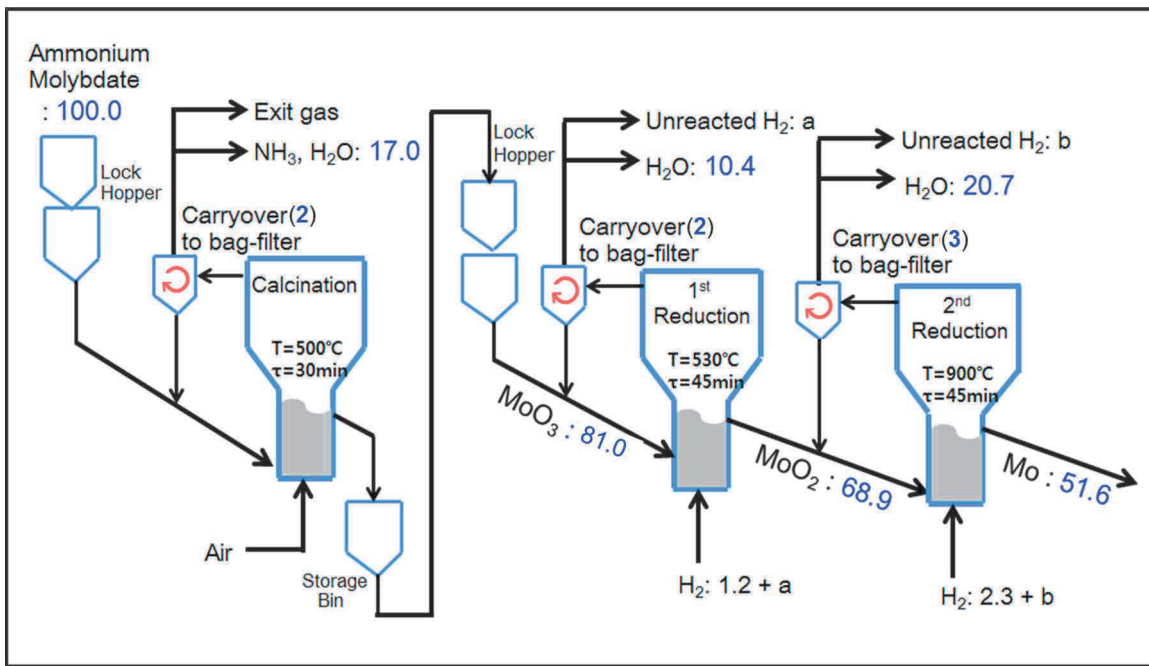 Ammonium
Molybdate
: 100.0
Lock
Hopper
Exit gas
NH₃, H₂O: 17.0
Carryover(2)
to bag-filter
Calcination
T=500℃
τ=30min
Air
Storage
Bin
Lock
Hopper
Unreacted H₂: a
H₂O: 10.4
Carryover(2)
to bag-filter
1st
Reduction
T=530℃
τ=45min
MoO₃ : 81.0
H₂: 1.2 + a
Unreacted H₂: b
H₂O: 20.7
Carryover(3)
to bag-filter
2nd
Reduction
T=900℃
τ=45min
MoO₂ : 68.9
Mo : 51.6
H₂: 2.3 + b